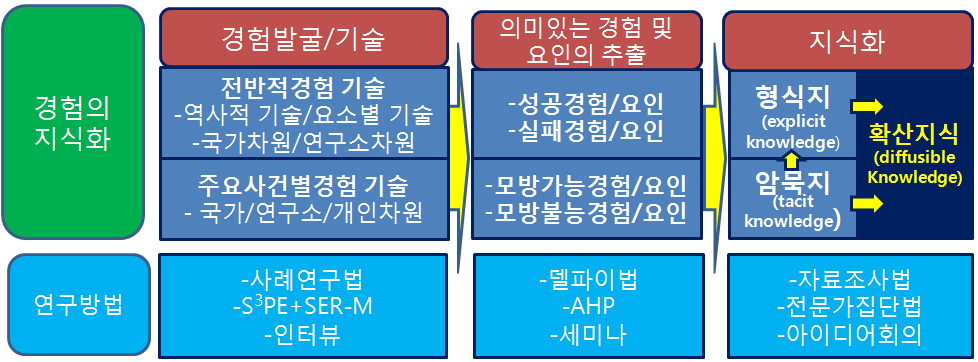 경험의
지식화
경험발굴/기술
전반적경험 기술
-역사적 기술/요소별 기술
-국가차원/연구소차원
주요사건별경험 기술
- 국가/연구소/개인차원
의미있는 경험 및
요인의 추출
-성공경험/요인
-실패경험/요인
-모방가능경험/요인
-모방불능경험/요인
지식화
형식지
(explicit
knowledge)
암묵지
(tacit
knowledge)
확산지식
(diffusible
Knowledge)
연구방법
-사례연구법
-S³PE+SER-M
-인터뷰
-델파이법
-AHP
-세미나
-자료조사법
-전문가집단법
-아이디어회의